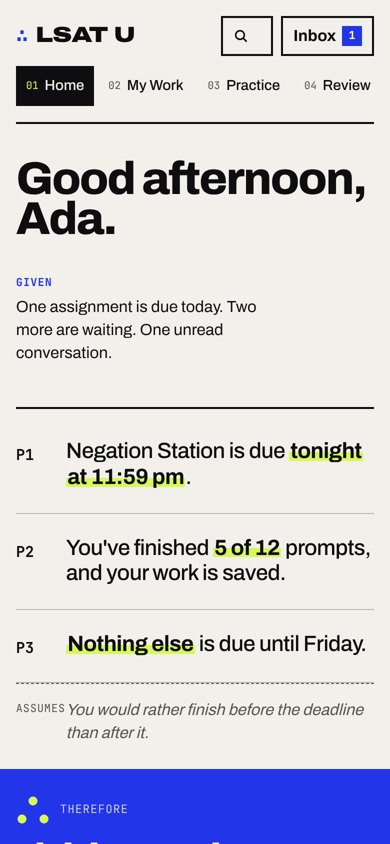 LSAT U
Inbox 1
01 Home 02 My Work 03 Practice 04 Review
Good afternoon,
Ada.
GIVEN
One assignment is due today. Two
more are waiting. One unread
conversation.
P1 Negation Station is due tonight
at 11:59 pm.
P2 You've finished 5 of 12 prompts,
and your work is saved.
P3 Nothing else is due until Friday.
ASSUMES You would rather finish before the deadline
than after it.
THEREFORE